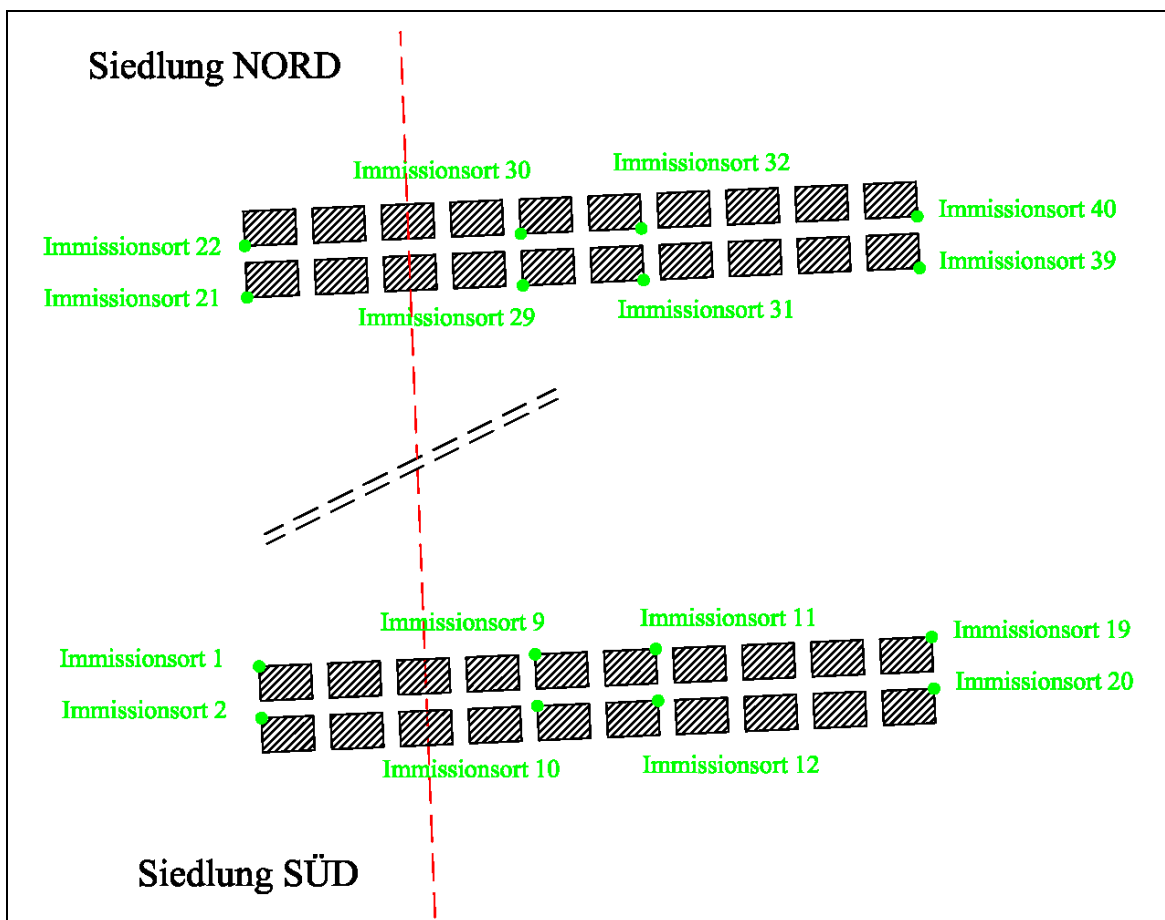 Siedlung NORD
Immissionsort 30
Immissionsort 32
Immissionsort 22
Immissionsort 40
Immissionsort 21
Immissionsort 39
Immissionsort 29
Immissionsort 31
Immissionsort 1
Immissionsort 9
Immissionsort 11
Immissionsort 19
Immissionsort 2
Immissionsort 20
Immissionsort 10
Immissionsort 12
Siedlung SÜD